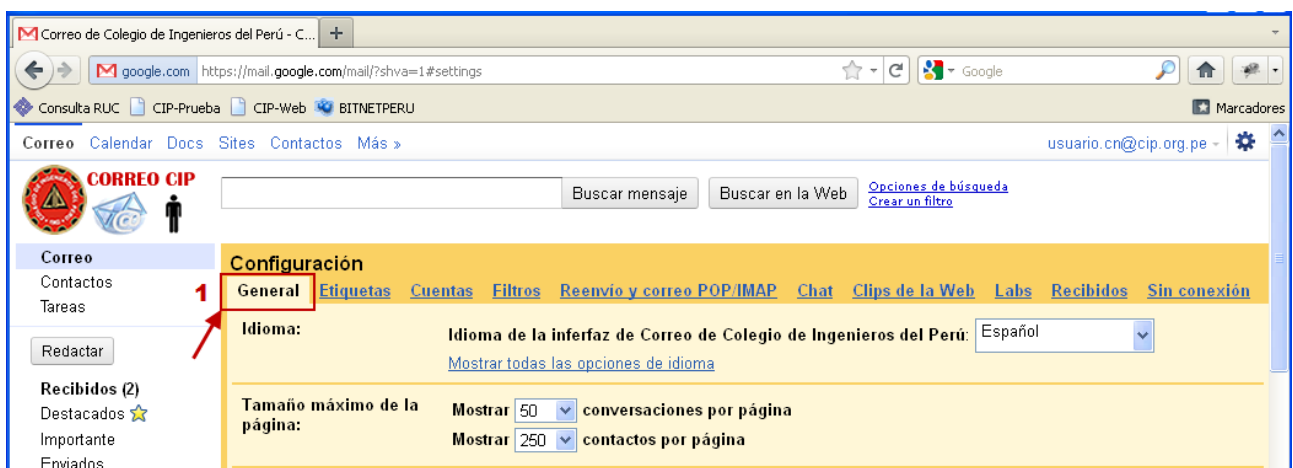 Correo de Colegio de Ingenieros del Perú - C...
google.com https://mail.google.com/mail/?shva=1#settings Google
Consulta RUC CIP-Prueba CIP-Web BITNETPERU Marcadores
Correo Calendar Docs Sites Contactos Más » usuario.cn@cip.org.pe
CORREO CIP
Buscar mensaje Buscar en la Web Opciones de búsqueda
Crear un filtro
Correo
Contactos
Tareas
Redactar
Recibidos (2)
Destacados
Importante
Enviados
Configuración
1 General Etiquetas Cuentas Filtros Reenvío y correo POP/IMAP Chat Clips de la Web Labs Recibidos Sin conexión
Idioma: Idioma de la inferfaz de Correo de Colegio de Ingenieros del Perú: Español
Mostrar todas las opciones de idioma
Tamaño máximo de la página: Mostrar 50 conversaciones por página
Mostrar 250 contactos por página